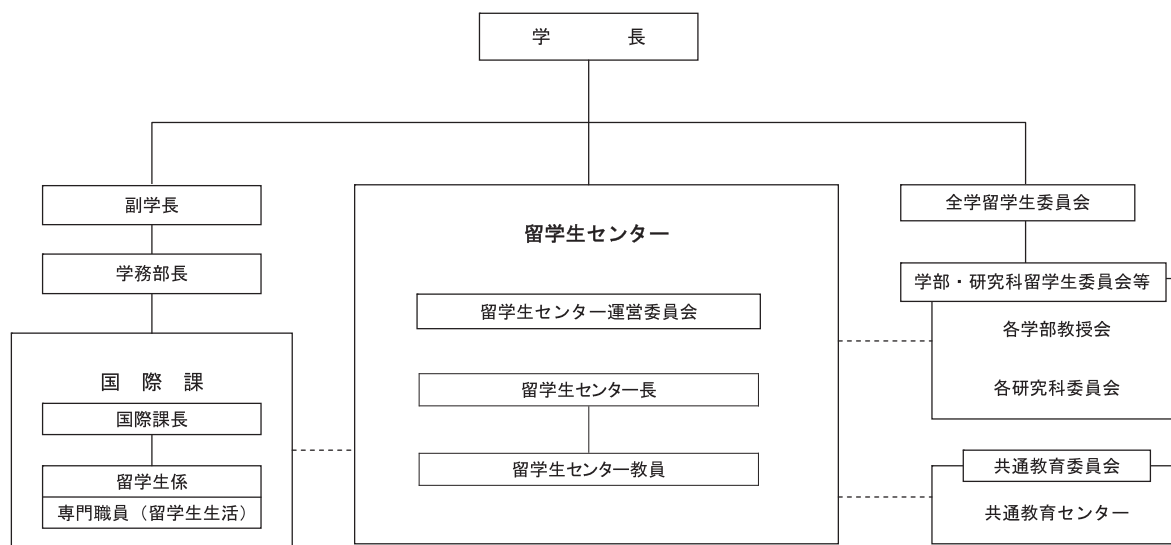 学　　　長
副学長
学務部長
国　際　課
国際課長
留学生係
専門職員（留学生生活）
留学生センター
留学生センター運営委員会
留学生センター長
留学生センター教員
全学留学生委員会
学部・研究科留学生委員会等
各学部教授会
各研究科委員会
共通教育委員会
共通教育センター